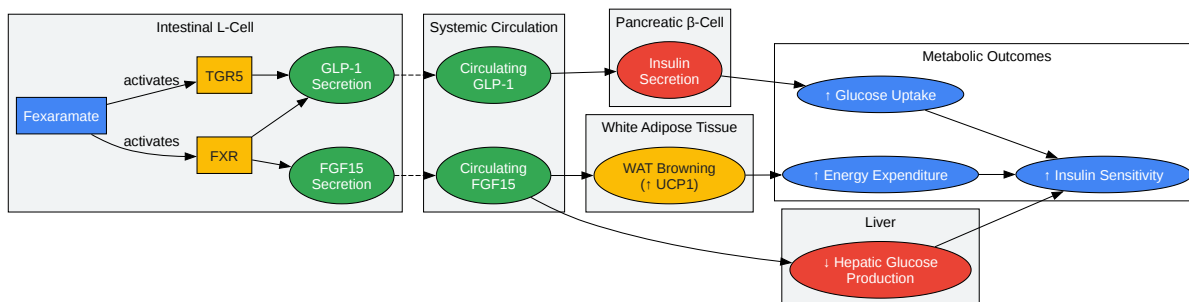 Intestinal L-Cell
Fexaramate
activates
activates
TGR5
FXR
GLP-1
Secretion
FGF15
Secretion
Systemic Circulation
Circulating
GLP-1
Circulating
FGF15
Pancreatic β-Cell
Insulin
Secretion
White Adipose Tissue
WAT Browning
(↑ UCP1)
Liver
↓ Hepatic Glucose
Production
Metabolic Outcomes
↑ Glucose Uptake
↑ Energy Expenditure
↑ Insulin Sensitivity